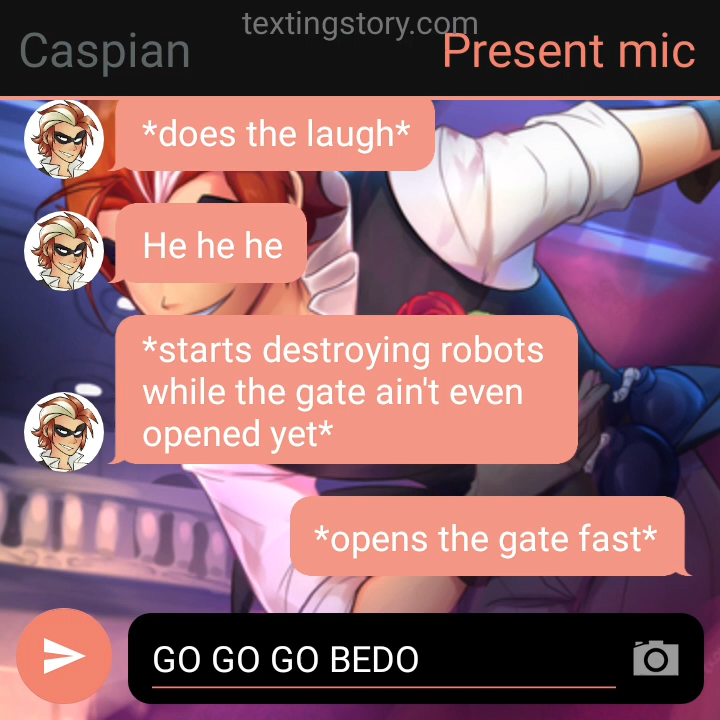 textingstory.com
Caspian
Present mic
*does the laugh*
He he he
*starts destroying robots
while the gate ain't even
opened yet*
*opens the gate fast*
GO GO GO BEDO